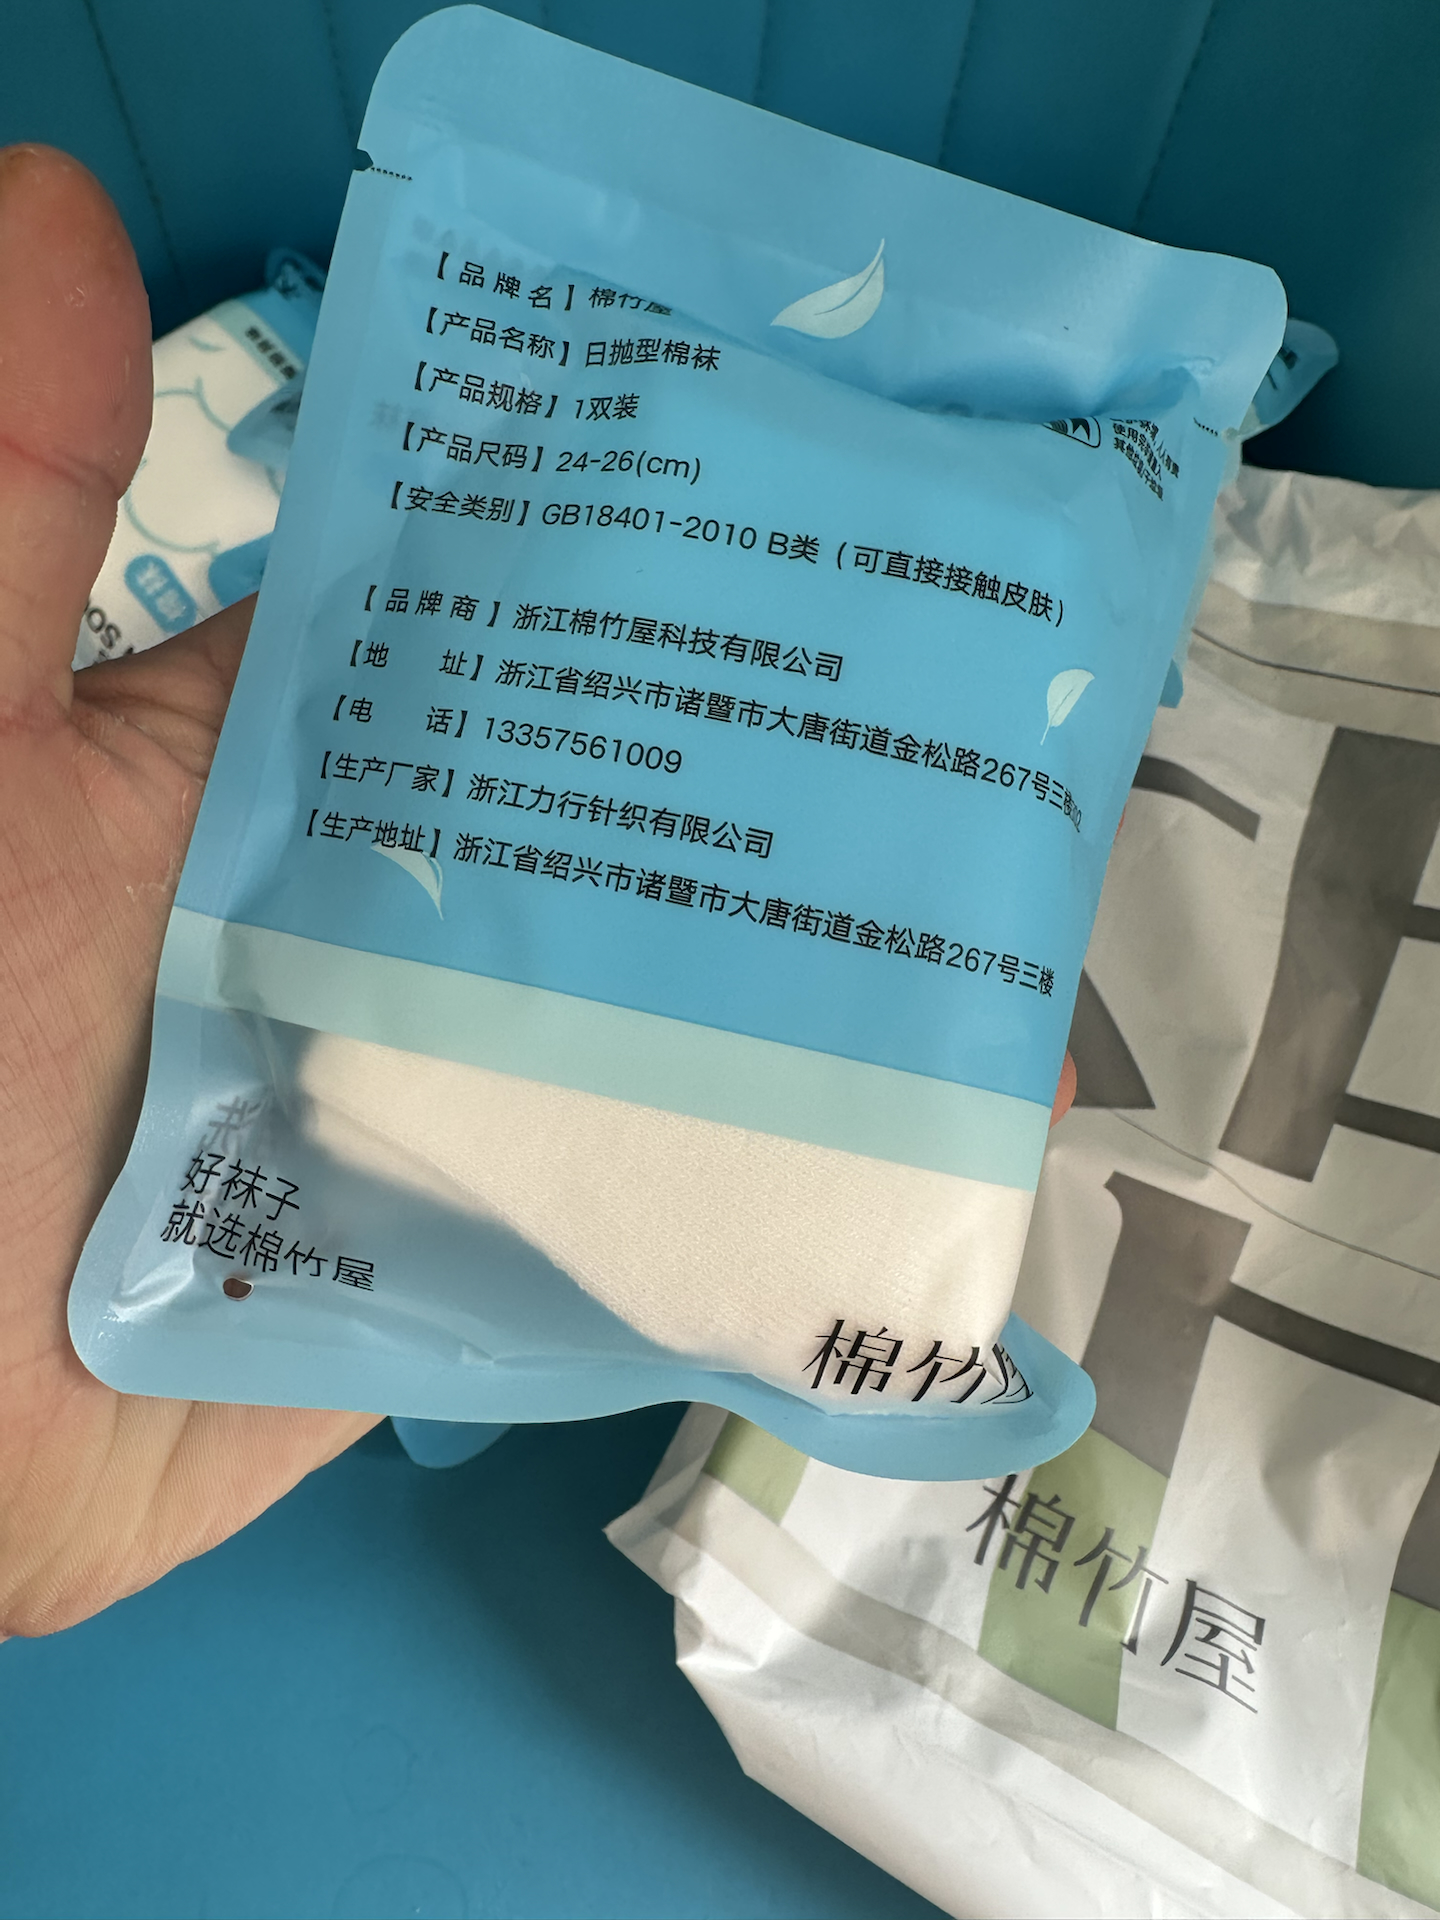 【品牌名】棉竹屋
【产品名称】日抛型棉袜
【产品规格】1双装
【产品尺码】24-26(cm)
【安全类别】GB18401-2010 B类（可直接接触皮肤）
【品牌商】浙江棉竹屋科技有限公司
【地 址】浙江省绍兴市诸暨市大唐街道金松路267号三楼
【电 话】13357561009
【生产厂家】浙江力行针织有限公司
【生产地址】浙江省绍兴市诸暨市大唐街道金松路267号三楼
好袜子
就选棉竹屋
棉竹屋
棉竹屋